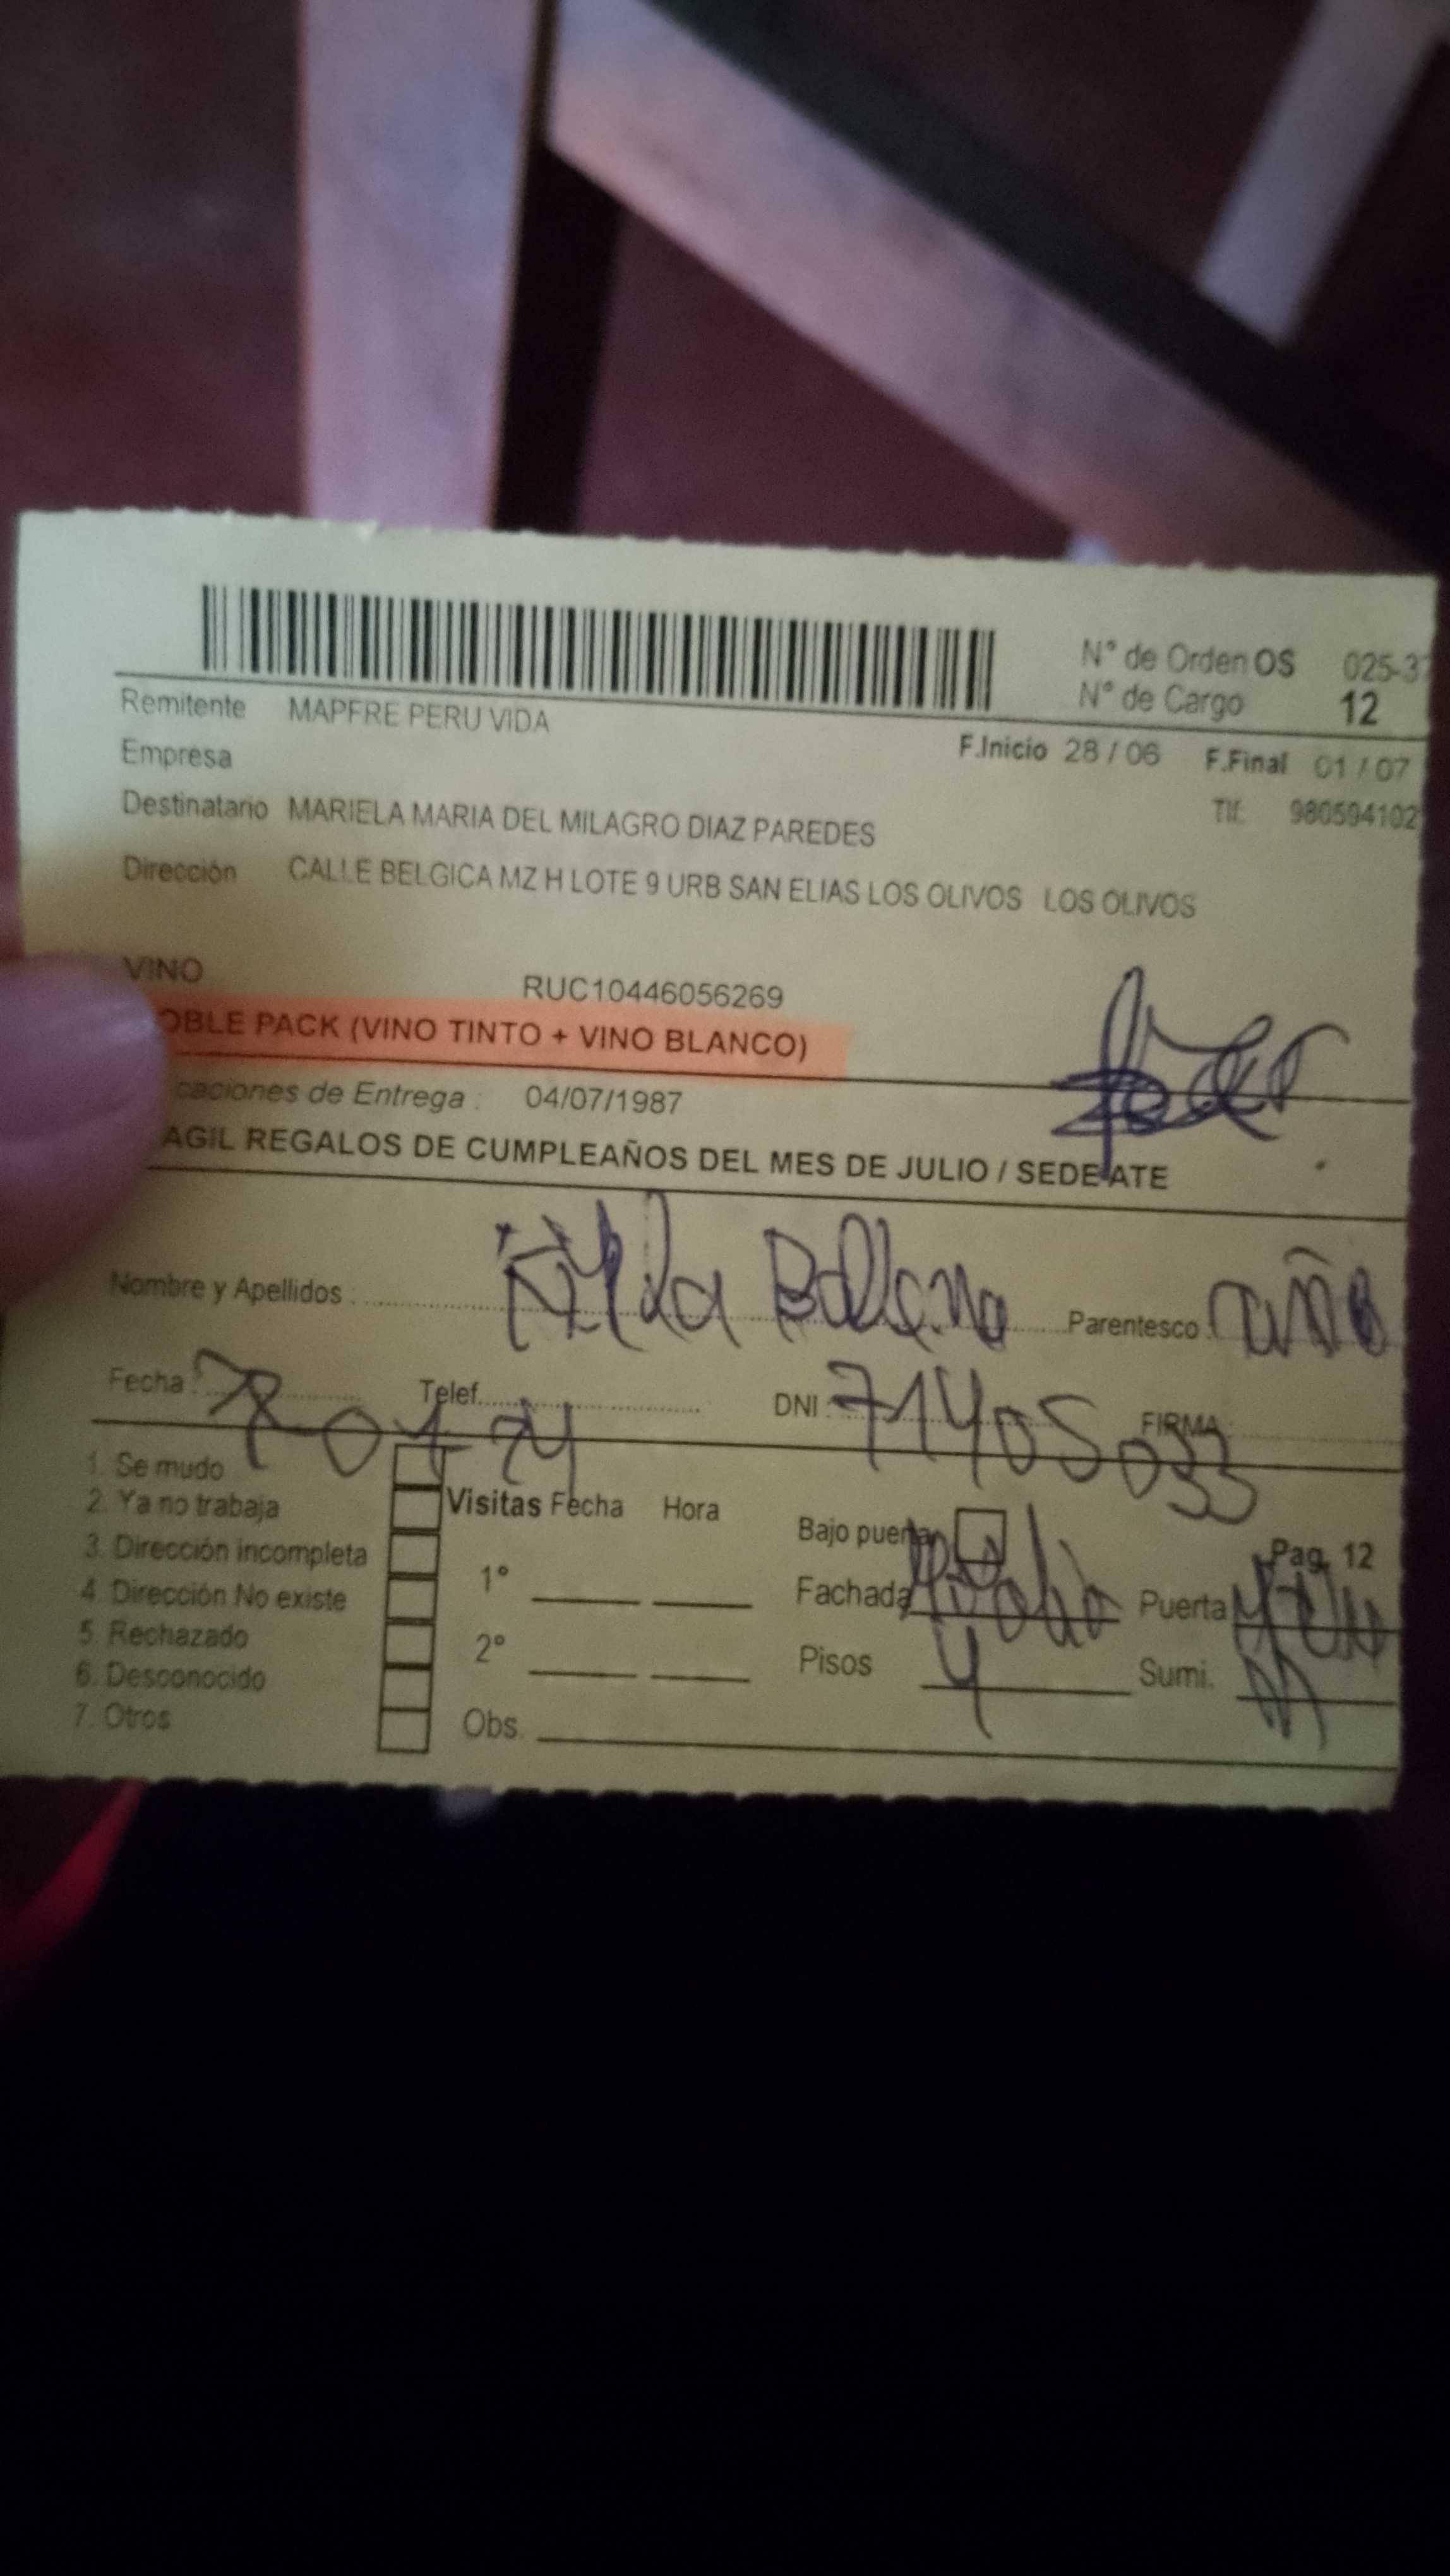 N° de Orden OS 025-3
N° de Cargo 12
Remitente MAPFRE PERU VIDA
F.Inicio 28 / 06 F.Final 01 / 07
Empresa
Destinatario MARIELA MARIA DEL MILAGRO DIAZ PAREDES
Tlf: 980594102
Dirección CALLE BELGICA MZ H LOTE 9 URB SAN ELIAS LOS OLIVOS LOS OLIVOS
VINO RUC10446056269
OBLE PACK (VINO TINTO + VINO BLANCO)
caciones de Entrega : 04/07/1987
AGIL REGALOS DE CUMPLEAÑOS DEL MES DE JULIO / SEDE ATE
Nombre y Apellidos : Parentesco
Fecha : Telef. DNI : 71405033 FIRMA
1. Se mudo
2. Ya no trabaja
3. Dirección incompleta
4. Dirección No existe
5. Rechazado
6. Desconocido
7. Otros
Visitas Fecha Hora
1°
2°
Obs.
Bajo puerta
Pag. 12
Fachada Puerta
Pisos 4 Sumi.